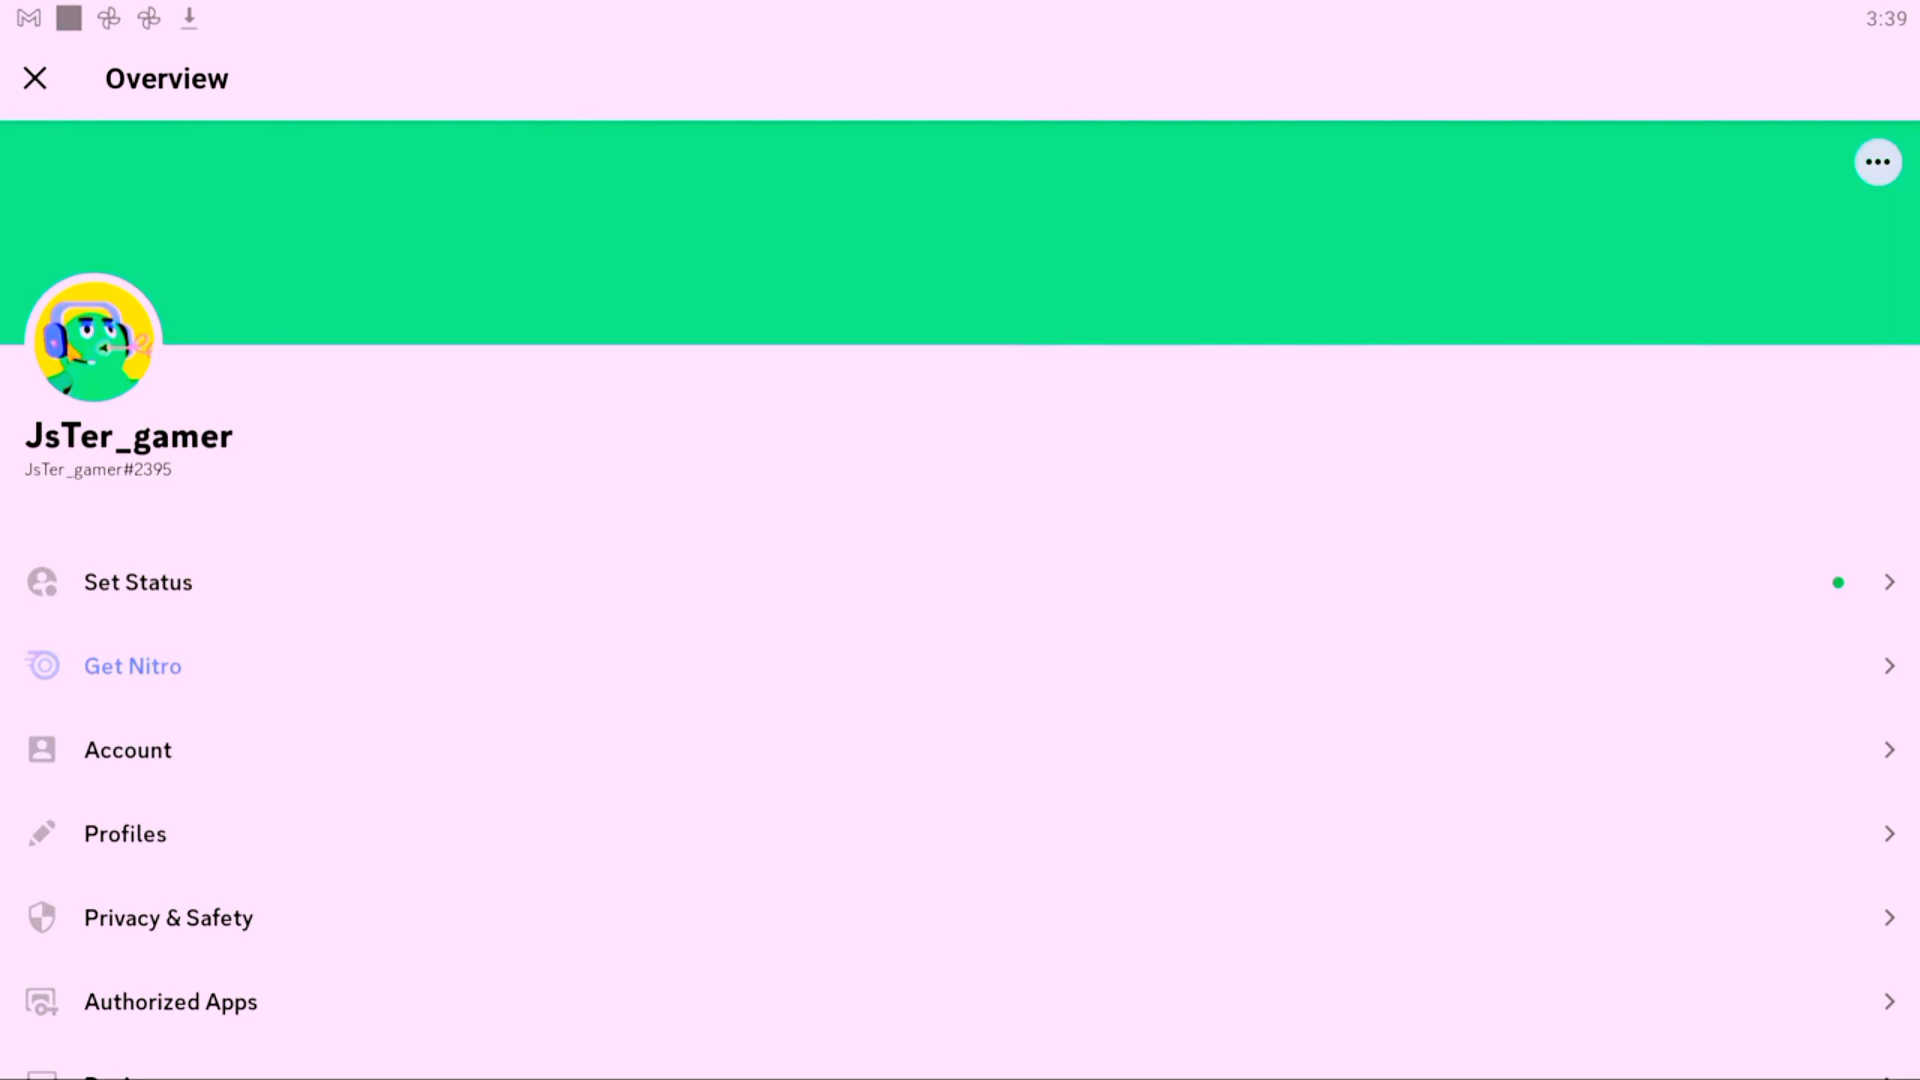 3:39
Overview
JsTer_gamer
JsTer_gamer#2395
Set Status
Get Nitro
Account
Profiles
Privacy & Safety
Authorized Apps